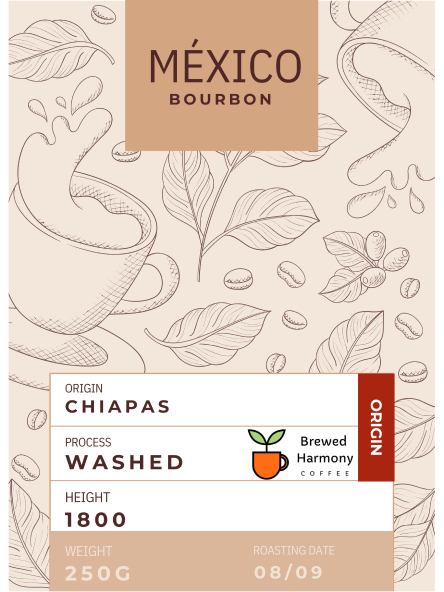 MÉXICO
BOURBON
ORIGIN
CHIAPAS
PROCESS
WASHED
Brewed
Harmony
COFFEE
ORIGIN
HEIGHT
1800
WEIGHT
250G
ROASTING DATE
08/09